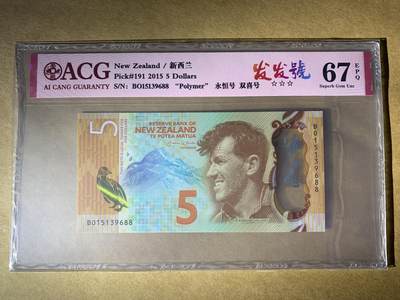 ACG
AI CANG GUARANTY
New Zealand / 新西兰
Pick#191 2015 5 Dollars
S/N: BO15139688 "Polymer" 永恒号 双喜号
发发號
☆☆☆
67 EPQ
Superb Gem Unc
5
RESERVE BANK OF
NEW ZEALAND
TE PŪTEA MATUA
5
BO15139688
BO15139688